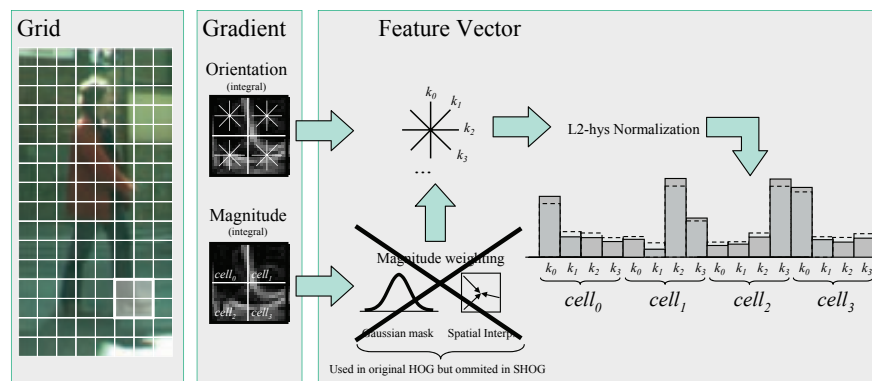 Grid
Gradient
Feature Vector
Orientation
(integral)
k0
k1
k2
k3
...
L2-hys Normalization
Magnitude
(integral)
cell0 cell1
cell2 cell3
Magnitude weighting
Gaussian mask Spatial Interp.
Used in original HOG but ommited in SHOG
k0 k1 k2 k3 k0 k1 k2 k3 k0 k1 k2 k3 k0 k1 k2 k3
cell0 cell1 cell2 cell3